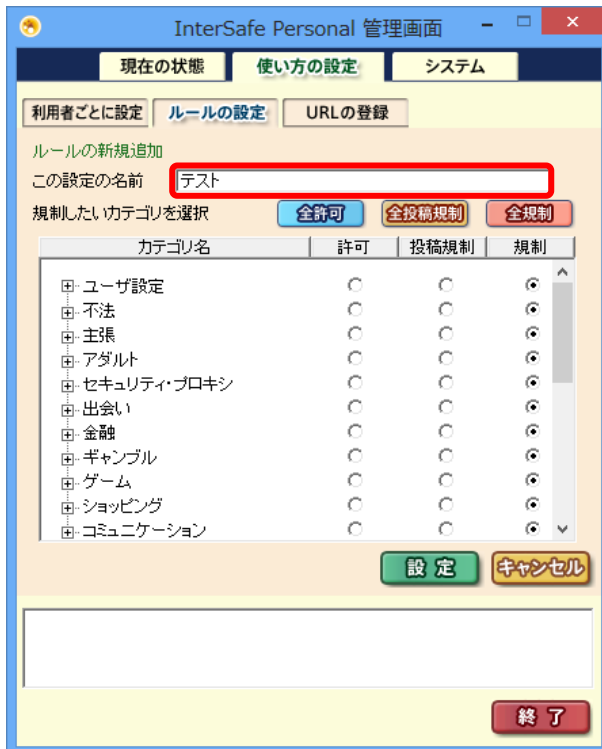 InterSafe Personal 管理画面
現在の状態 使い方の設定 システム
利用者ごとに設定 ルールの設定 URLの登録
ルールの新規追加
この設定の名前 テスト
規制したいカテゴリを選択 全許可 全投稿規制 全規制
カテゴリ名 許可 投稿規制 規制
ユーザ設定
不法
主張
アダルト
セキュリティ・プロキシ
出会い
金融
ギャンブル
ゲーム
ショッピング
コミュニケーション
設定 キャンセル
終了